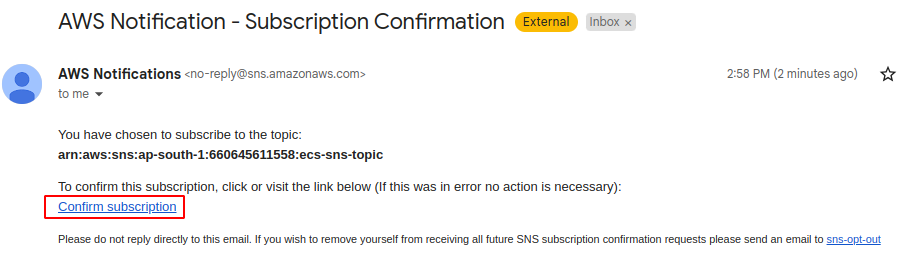 AWS Notification - Subscription Confirmation External Inbox ×
AWS Notifications <no-reply@sns.amazonaws.com> 2:58 PM (2 minutes ago)
to me
You have chosen to subscribe to the topic:
arn:aws:sns:ap-south-1:660645611558:ecs-sns-topic
To confirm this subscription, click or visit the link below (If this was in error no action is necessary):
Confirm subscription
Please do not reply directly to this email. If you wish to remove yourself from receiving all future SNS subscription confirmation requests please send an email to sns-opt-out